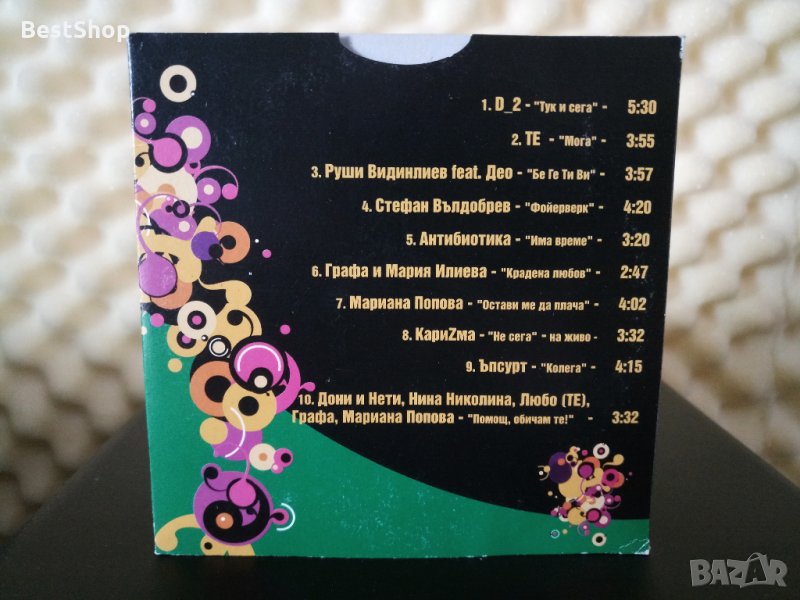 BestShop
1. D_2 - "Тук и сега" - 5:30
2. ТЕ - "Мога" - 3:55
3. Руши Видинлиев feat. Део - "Бе Ге Ти Ви" - 3:57
4. Стефан Вълдобрев - "Фойерверк" - 4:20
5. Антибиотика - "Има време" - 3:20
6. Графа и Мария Илиева - "Крадена любов" - 2:47
7. Мариана Попова - "Остави ме да плача" - 4:02
8. КариZма - "Не сега" - на живо - 3:32
9. Ъпсурт - "Колега" - 4:15
10. Дони и Нети, Нина Николина, Любо (ТЕ),
Графа, Мариана Попова - "Помощ, обичам те!" - 3:32
BAZAR